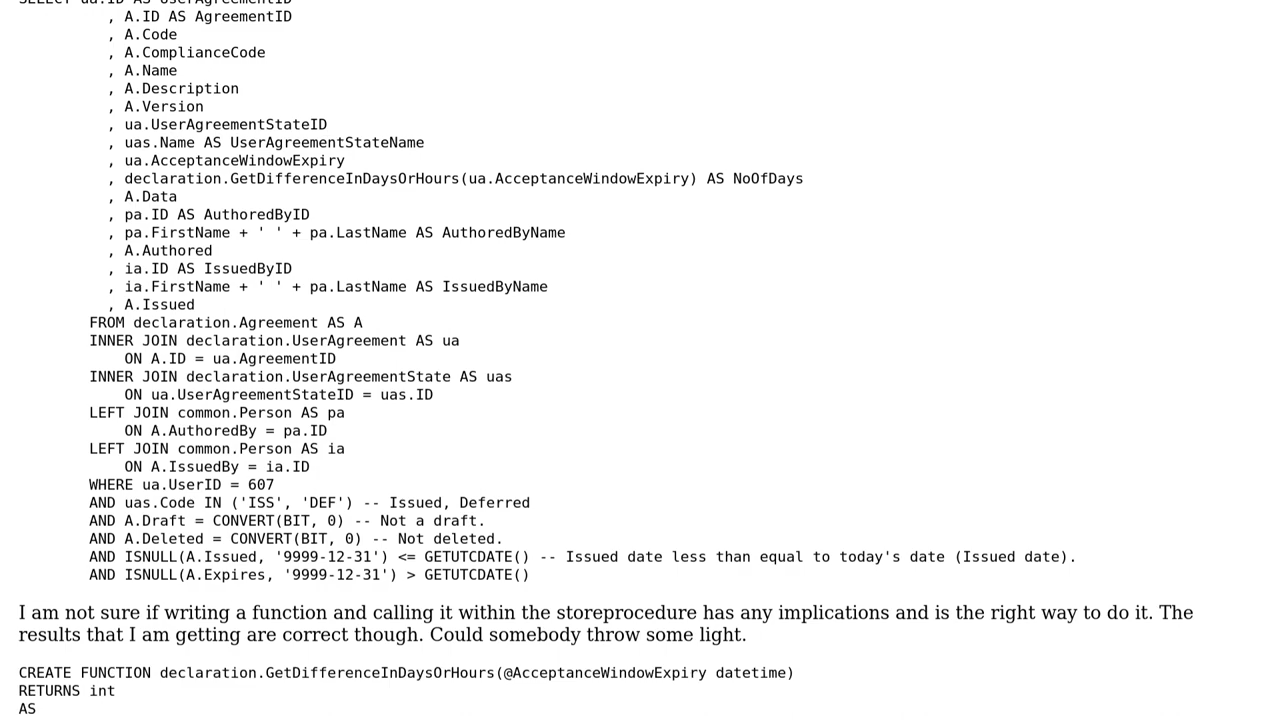 SELECT ua.ID AS UserAgreementID
, A.ID AS AgreementID
, A.Code
, A.ComplianceCode
, A.Name
, A.Description
, A.Version
, ua.UserAgreementStateID
, uas.Name AS UserAgreementStateName
, ua.AcceptanceWindowExpiry
, declaration.GetDifferenceInDaysOrHours(ua.AcceptanceWindowExpiry) AS NoOfDays
, A.Data
, pa.ID AS AuthoredByID
, pa.FirstName + ' ' + pa.LastName AS AuthoredByName
, A.Authored
, ia.ID AS IssuedByID
, ia.FirstName + ' ' + pa.LastName AS IssuedByName
, A.Issued
FROM declaration.Agreement AS A
INNER JOIN declaration.UserAgreement AS ua
ON A.ID = ua.AgreementID
INNER JOIN declaration.UserAgreementState AS uas
ON ua.UserAgreementStateID = uas.ID
LEFT JOIN common.Person AS pa
ON A.AuthoredBy = pa.ID
LEFT JOIN common.Person AS ia
ON A.IssuedBy = ia.ID
WHERE ua.UserID = 607
AND uas.Code IN ('ISS', 'DEF') -- Issued, Deferred
AND A.Draft = CONVERT(BIT, 0) -- Not a draft.
AND A.Deleted = CONVERT(BIT, 0) -- Not deleted.
AND ISNULL(A.Issued, '9999-12-31') <= GETUTCDATE() -- Issued date less than equal to today's date (Issued date).
AND ISNULL(A.Expires, '9999-12-31') > GETUTCDATE()
I am not sure if writing a function and calling it within the storeprocedure has any implications and is the right way to do it. The
results that I am getting are correct though. Could somebody throw some light.
CREATE FUNCTION declaration.GetDifferenceInDaysOrHours(@AcceptanceWindowExpiry datetime)
RETURNS int
AS